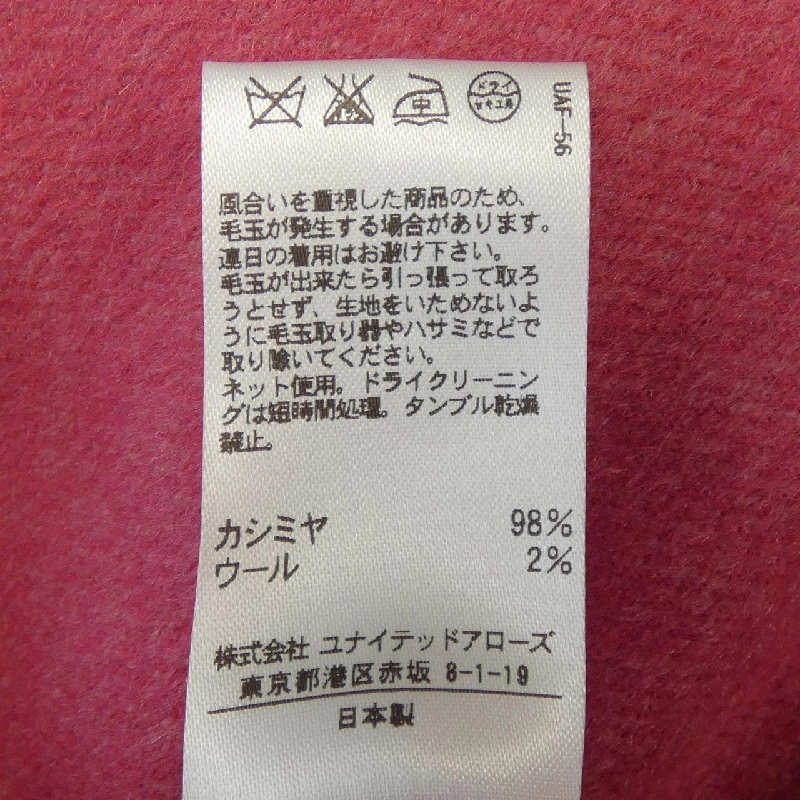 エンソサラシ
中
ドライ
セキユ系
UAF-56
風合いを重視した商品のため、
毛玉が発生する場合があります。
連日の着用はお避け下さい。
毛玉が出来たら引っ張って取ろ
うとせず、生地をいためないよ
うに毛玉取り器やハサミなどで
取り除いてください。
ネット使用。ドライクリーニン
グは短時間処理。タンブル乾燥
禁止。
カシミヤ 98%
ウール 2%
株式会社 ユナイテッドアローズ
東京都港区赤坂 8-1-19
日本製